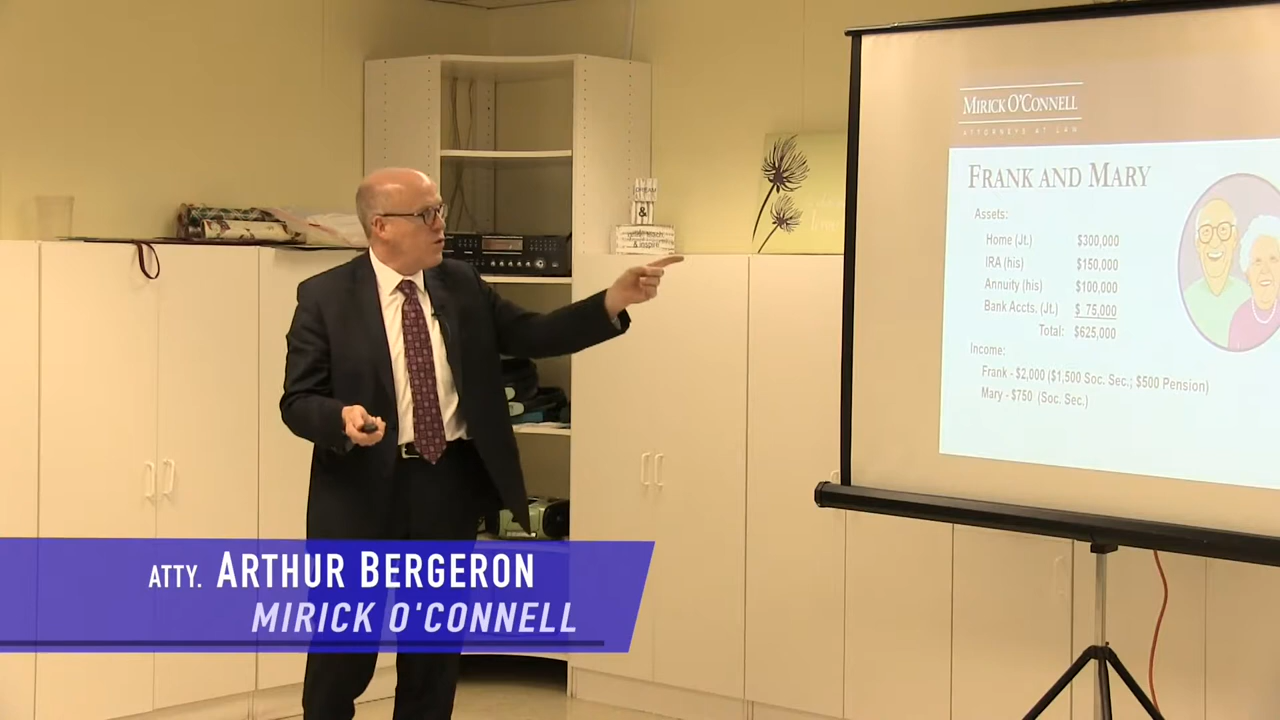 MIRICK O'CONNELL
ATTORNEYS AT LAW
FRANK AND MARY
Assets:
Home (Jt.) $300,000
IRA (his) $150,000
Annuity (his) $100,000
Bank Accts. (Jt.) $ 75,000
Total: $625,000
Income:
Frank - $2,000 ($1,500 Soc. Sec.; $500 Pension)
Mary - $750 (Soc. Sec.)
DREAM
&
& inspire
ATTY. ARTHUR BERGERON
MIRICK O'CONNELL